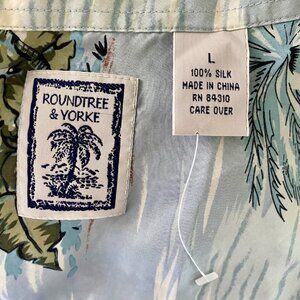 ROUNDTREE
& YORKE
L
100% SILK
MADE IN CHINA
RN 84310
CARE OVER